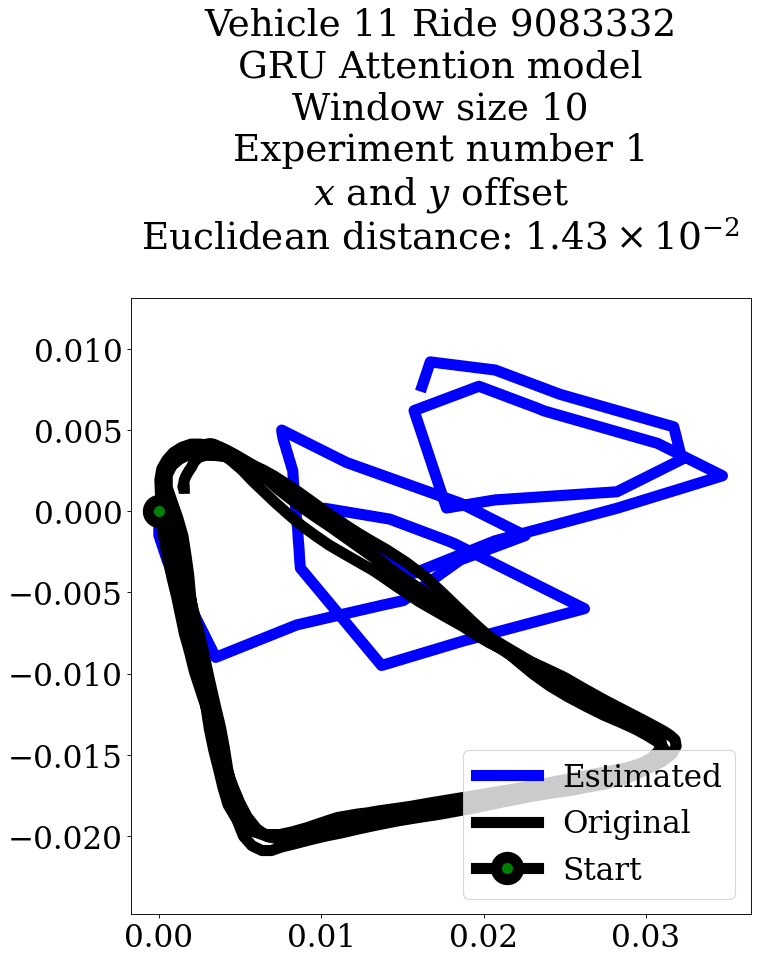 Vehicle 11 Ride 9083332
GRU Attention model
Window size 10
Experiment number 1
x and y offset
Euclidean distance: 1.43 × 10⁻²
0.010
0.005
0.000
−0.005
−0.010
−0.015
−0.020
Estimated
Original
Start
0.00 0.01 0.02 0.03